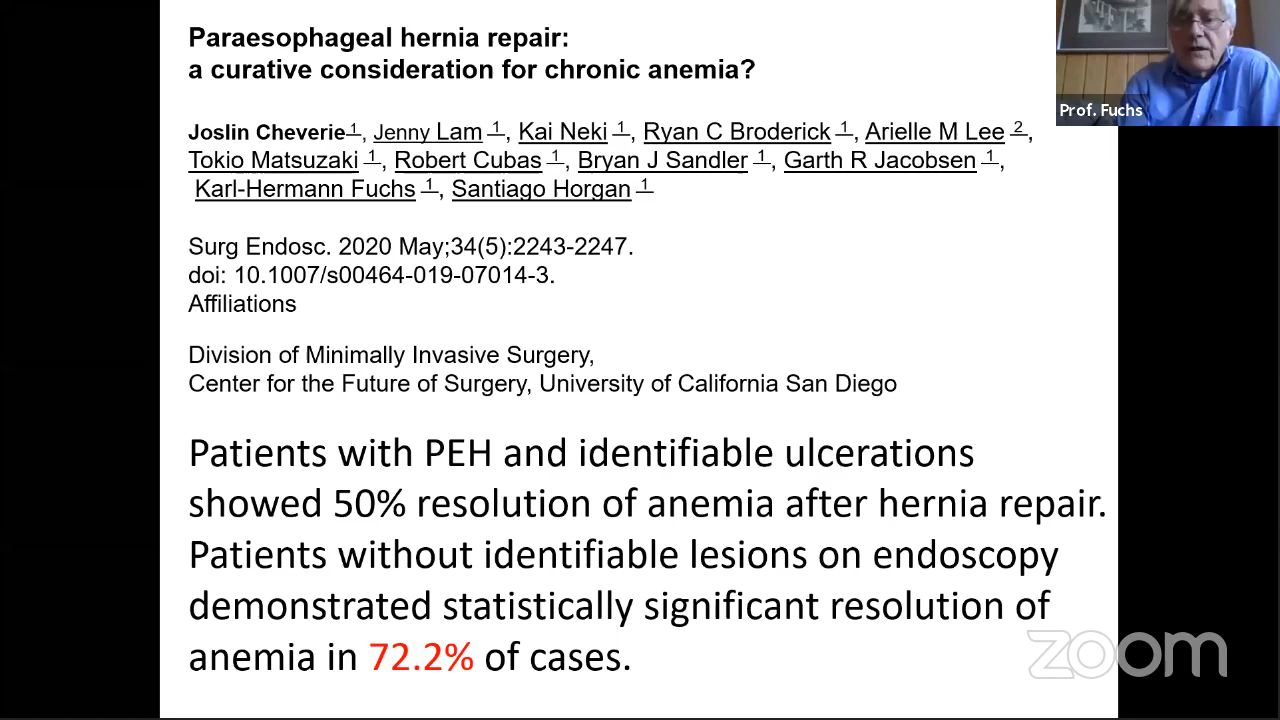 Paraesophageal hernia repair:
a curative consideration for chronic anemia?
Prof. Fuchs
Joslin Cheverie 1, Jenny Lam 1, Kai Neki 1, Ryan C Broderick 1, Arielle M Lee 2,
Tokio Matsuzaki 1, Robert Cubas 1, Bryan J Sandler 1, Garth R Jacobsen 1,
Karl-Hermann Fuchs 1, Santiago Horgan 1
Surg Endosc. 2020 May;34(5):2243-2247.
doi: 10.1007/s00464-019-07014-3.
Affiliations
Division of Minimally Invasive Surgery,
Center for the Future of Surgery, University of California San Diego
Patients with PEH and identifiable ulcerations
showed 50% resolution of anemia after hernia repair.
Patients without identifiable lesions on endoscopy
demonstrated statistically significant resolution of
anemia in 72.2% of cases.
zoom